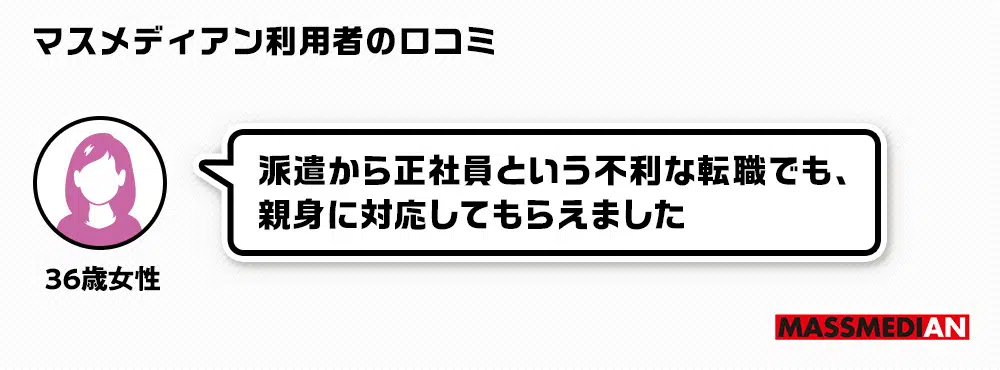 マスメディアン利用者の口コミ
派遣から正社員という不利な転職でも、
親身に対応してもらえました
36歳女性
MASSMEDIAN